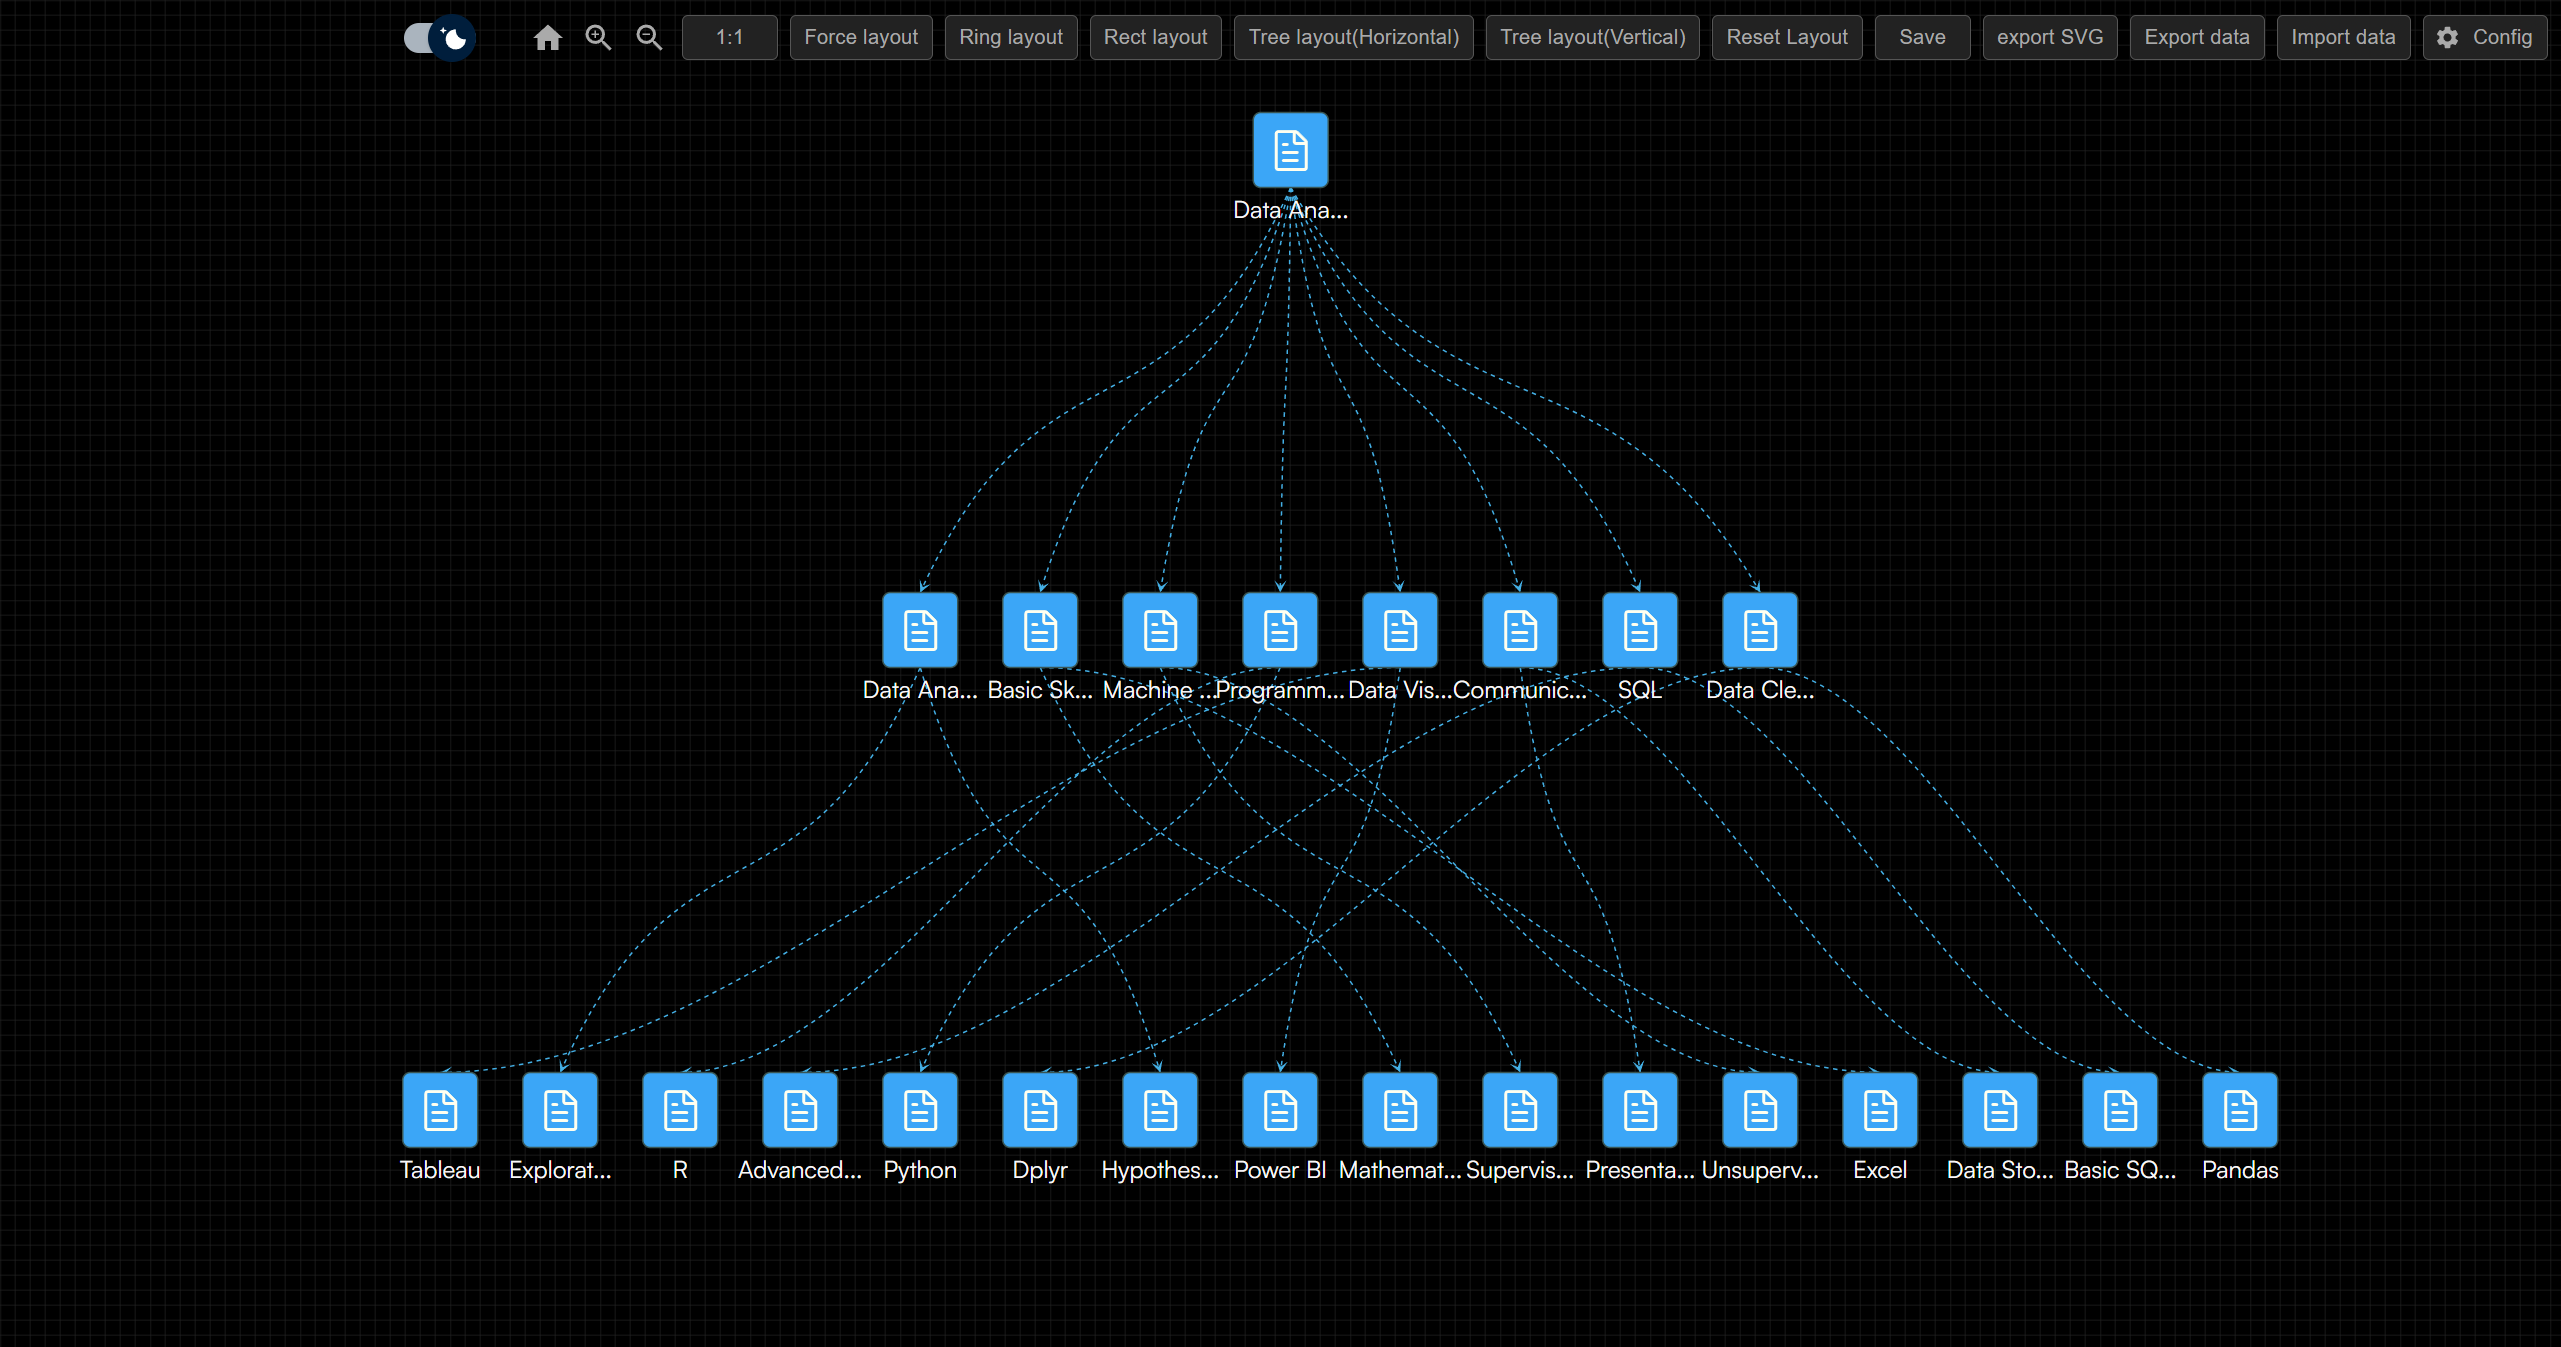 1:1 Force layout Ring layout Rect layout Tree layout(Horizontal) Tree layout(Vertical) Reset Layout Save export SVG Export data Import data Config
Data Ana...
Data Ana... Basic Sk... Machine ... Programm... Data Vis... Communic... SQL Data Cle...
Tableau Explorat... R Advanced... Python Dplyr Hypothes... Power BI Mathemat... Supervis... Presenta... Unsuperv... Excel Data Sto... Basic SQ... Pandas